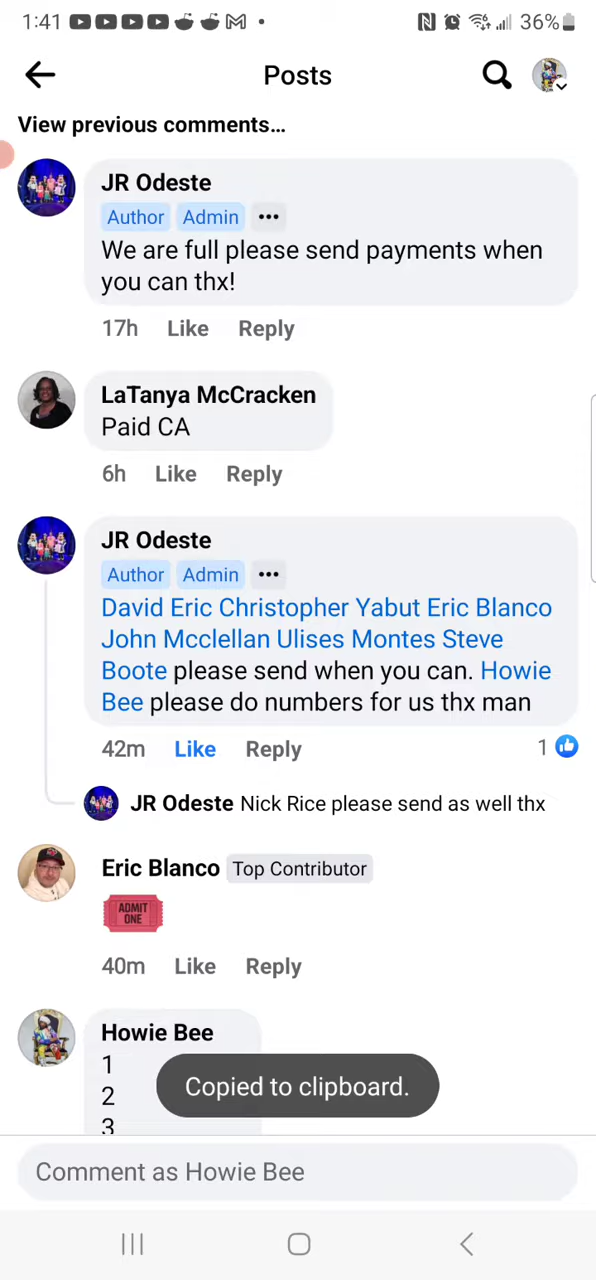 1:41
36%
Posts
View previous comments...
JR Odeste
Author Admin
We are full please send payments when
you can thx!
17h Like Reply
LaTanya McCracken
Paid CA
6h Like Reply
JR Odeste
Author Admin
David Eric Christopher Yabut Eric Blanco
John Mcclellan Ulises Montes Steve
Boote please send when you can. Howie
Bee please do numbers for us thx man
42m Like Reply 1
JR Odeste Nick Rice please send as well thx
Eric Blanco Top Contributor
ADMIT
ONE
40m Like Reply
Howie Bee
1
2
3
Copied to clipboard.
Comment as Howie Bee